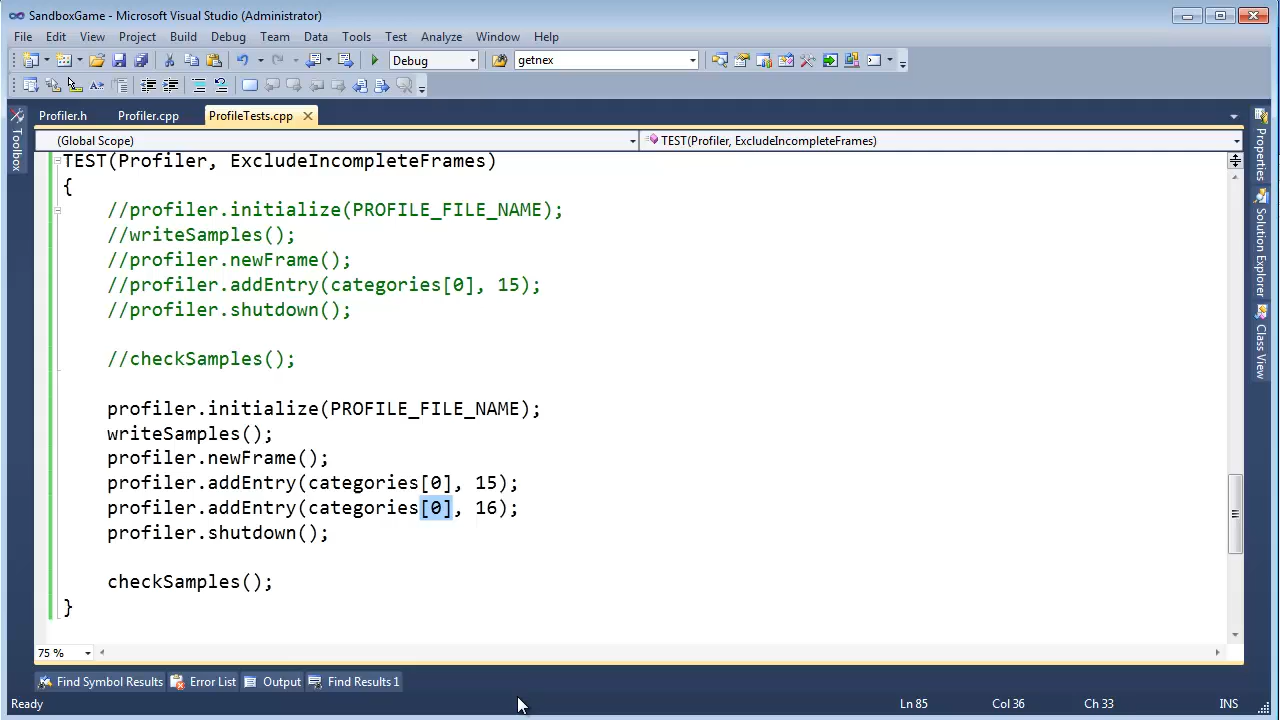 SandboxGame - Microsoft Visual Studio (Administrator)
File Edit View Project Build Debug Team Data Tools Test Analyze Window Help
Debug getnex
Profiler.h Profiler.cpp ProfileTests.cpp
(Global Scope) TEST(Profiler, ExcludeIncompleteFrames)
TEST(Profiler, ExcludeIncompleteFrames)
{
//profiler.initialize(PROFILE_FILE_NAME);
//writeSamples();
//profiler.newFrame();
//profiler.addEntry(categories[0], 15);
//profiler.shutdown();
//checkSamples();
profiler.initialize(PROFILE_FILE_NAME);
writeSamples();
profiler.newFrame();
profiler.addEntry(categories[0], 15);
profiler.addEntry(categories[0], 16);
profiler.shutdown();
checkSamples();
}
75 %
Toolbox
Properties
Solution Explorer
Class View
Find Symbol Results Error List Output Find Results 1
Ready Ln 85 Col 36 Ch 33 INS